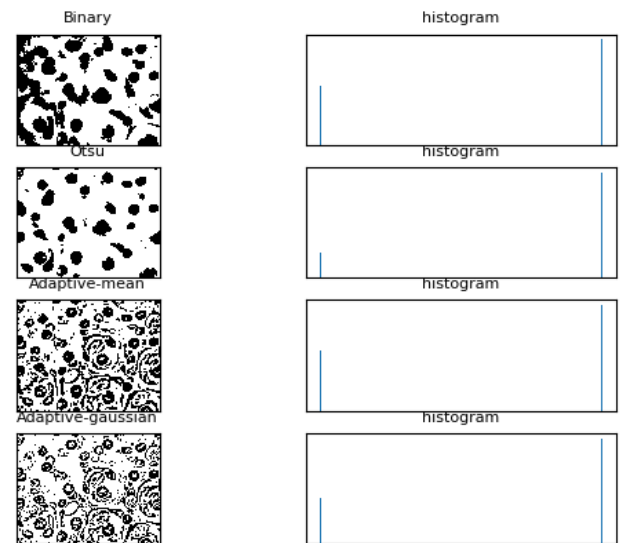 Binary
histogram
Otsu
histogram
Adaptive-mean
histogram
Adaptive-gaussian
histogram